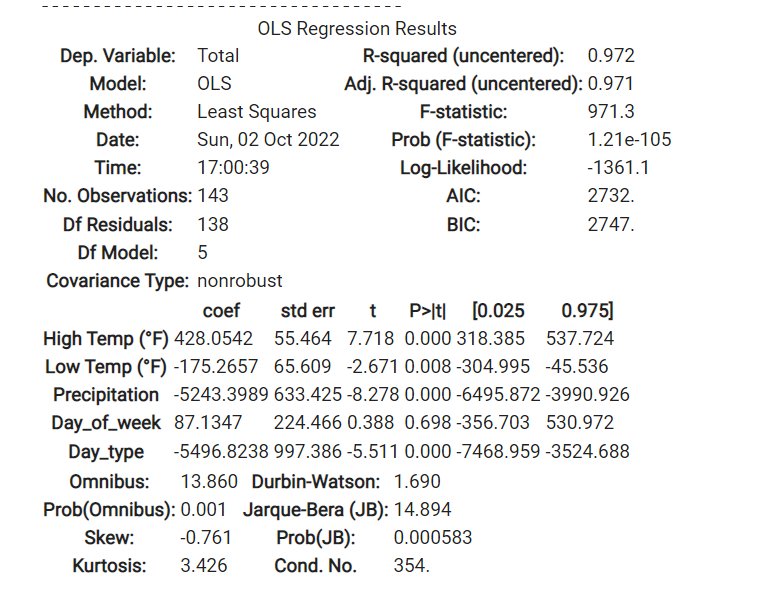 OLS Regression Results
Dep. Variable: Total R-squared (uncentered): 0.972
Model: OLS Adj. R-squared (uncentered): 0.971
Method: Least Squares F-statistic: 971.3
Date: Sun, 02 Oct 2022 Prob (F-statistic): 1.21e-105
Time: 17:00:39 Log-Likelihood: -1361.1
No. Observations: 143 AIC: 2732.
Df Residuals: 138 BIC: 2747.
Df Model: 5
Covariance Type: nonrobust
coef std err t P>|t| [0.025 0.975]
High Temp (°F) 428.0542 55.464 7.718 0.000 318.385 537.724
Low Temp (°F) -175.2657 65.609 -2.671 0.008 -304.995 -45.536
Precipitation -5243.3989 633.425 -8.278 0.000 -6495.872 -3990.926
Day_of_week 87.1347 224.466 0.388 0.698 -356.703 530.972
Day_type -5496.8238 997.386 -5.511 0.000 -7468.959 -3524.688
Omnibus: 13.860 Durbin-Watson: 1.690
Prob(Omnibus): 0.001 Jarque-Bera (JB): 14.894
Skew: -0.761 Prob(JB): 0.000583
Kurtosis: 3.426 Cond. No. 354.